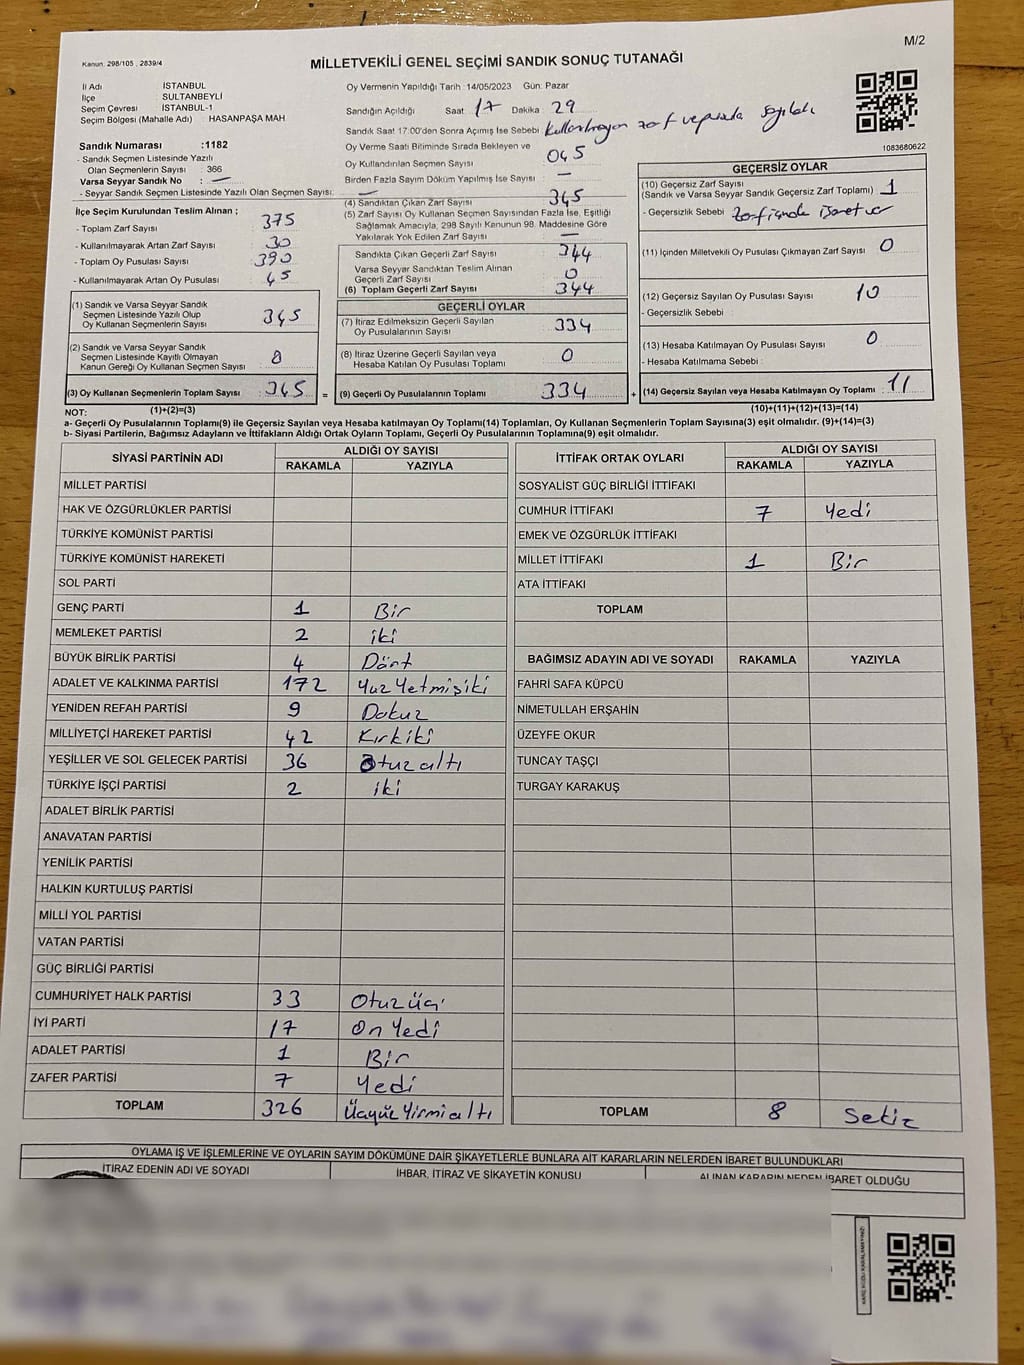 M/2
Kanun. 298/105 , 2839/4
MİLLETVEKİLİ GENEL SEÇİMİ SANDIK SONUÇ TUTANAĞI
İl Adı İSTANBUL
İlçe SULTANBEYLİ
Seçim Çevresi İSTANBUL-1
Seçim Bölgesi (Mahalle Adı) HASANPAŞA MAH
Sandık Numarası :1182
- Sandık Seçmen Listesinde Yazılı
Olan Seçmenlerin Sayısı : 366
Varsa Seyyar Sandık No : —
- Seyyar Sandık Seçmen Listesinde Yazılı Olan Seçmen Sayısı: —
İlçe Seçim Kurulundan Teslim Alınan ;
- Toplam Zarf Sayısı 375
- Kullanılmayarak Artan Zarf Sayısı 30
- Toplam Oy Pusulası Sayısı 390
- Kullanılmayarak Artan Oy Pusulası 45
(1) Sandık ve Varsa Seyyar Sandık
Seçmen Listesinde Yazılı Olup
Oy Kullanan Seçmenlerin Sayısı 345
(2) Sandık ve Varsa Seyyar Sandık
Seçmen Listesinde Kayıtlı Olmayan
Kanun Gereği Oy Kullanan Seçmen Sayısı 0
(3) Oy Kullanan Seçmenlerin Toplam Sayısı 345 =
(1)+(2)=(3)
Oy Vermenin Yapıldığı Tarih : 14/05/2023 Gün: Pazar
Sandığın Açıldığı Saat 17 Dakika : 29
Sandık Saat 17:00'den Sonra Açılmış İse Sebebi
Oy Verme Saati Bitiminde Sırada Bekleyen ve
Oy Kullandırılan Seçmen Sayısı 045
Birden Fazla Sayım Döküm Yapılmış İse Sayısı : —
(4) Sandıktan Çıkan Zarf Sayısı 345
(5) Zarf Sayısı Oy Kullanan Seçmen Sayısından Fazla İse, Eşitliği
Sağlamak Amacıyla, 298 Sayılı Kanunun 98. Maddesine Göre
Yakılarak Yok Edilen Zarf Sayısı —
Sandıkta Çıkan Geçerli Zarf Sayısı 344
Varsa Seyyar Sandıktan Teslim Alınan
Geçerli Zarf Sayısı 0
(6) Toplam Geçerli Zarf Sayısı 344
GEÇERLİ OYLAR
(7) İtiraz Edilmeksizin Geçerli Sayılan
Oy Pusulalarının Sayısı 334
(8) İtiraz Üzerine Geçerli Sayılan veya
Hesaba Katılan Oy Pusulası Toplamı 0
(9) Geçerli Oy Pusulalarının Toplamı 334 +
1083680622
GEÇERSİZ OYLAR
(10) Geçersiz Zarf Sayısı
(Sandık ve Varsa Seyyar Sandık Geçersiz Zarf Toplamı) 1
- Geçersizlik Sebebi : Zarf üzerinde işaret var
(11) İçinden Milletvekili Oy Pusulası Çıkmayan Zarf Sayısı 0
(12) Geçersiz Sayılan Oy Pusulası Sayısı 10
- Geçersizlik Sebebi :
(13) Hesaba Katılmayan Oy Pusulası Sayısı 0
- Hesaba Katılmama Sebebi :
(14) Geçersiz Sayılan veya Hesaba Katılmayan Oy Toplamı 11
(10)+(11)+(12)+(13)=(14)
NOT:
a- Geçerli Oy Pusulalarının Toplamı(9) ile Geçersiz Sayılan veya Hesaba katılmayan Oy Toplamı(14) Toplamları, Oy Kullanan Seçmenlerin Toplam Sayısına(3) eşit olmalıdır. (9)+(14)=(3)
b- Siyasi Partilerin, Bağımsız Adayların ve İttifakların Aldığı Ortak Oyların Toplamı, Geçerli Oy Pusulalarının Toplamına(9) eşit olmalıdır.
SİYASİ PARTİNİN ADI ALDIĞI OY SAYISI
RAKAMLA YAZIYLA
MİLLET PARTİSİ
HAK VE ÖZGÜRLÜKLER PARTİSİ
TÜRKİYE KOMÜNİST PARTİSİ
TÜRKİYE KOMÜNİST HAREKETİ
SOL PARTİ
GENÇ PARTİ 1 Bir
MEMLEKET PARTİSİ 2 iki
BÜYÜK BİRLİK PARTİSİ 4 Dört
ADALET VE KALKINMA PARTİSİ 172 Yüz Yetmişiki
YENİDEN REFAH PARTİSİ 9 Dokuz
MİLLİYETÇİ HAREKET PARTİSİ 42 Kırkiki
YEŞİLLER VE SOL GELECEK PARTİSİ 36 Otuzaltı
TÜRKİYE İŞÇİ PARTİSİ 2 iki
ADALET BİRLİK PARTİSİ
ANAVATAN PARTİSİ
YENİLİK PARTİSİ
HALKIN KURTULUŞ PARTİSİ
MİLLİ YOL PARTİSİ
VATAN PARTİSİ
GÜÇ BİRLİĞİ PARTİSİ
CUMHURİYET HALK PARTİSİ 33 Otuzüç
İYİ PARTİ 17 On Yedi
ADALET PARTİSİ 1 Bir
ZAFER PARTİSİ 7 Yedi
TOPLAM 326 Üçyüz Yirmi altı
İTTİFAK ORTAK OYLARI ALDIĞI OY SAYISI
RAKAMLA YAZIYLA
SOSYALİST GÜÇ BİRLİĞİ İTTİFAKI
CUMHUR İTTİFAKI 7 Yedi
EMEK VE ÖZGÜRLÜK İTTİFAKI
MİLLET İTTİFAKI 1 Bir
ATA İTTİFAKI
TOPLAM
BAĞIMSIZ ADAYIN ADI VE SOYADI RAKAMLA YAZIYLA
FAHRİ SAFA KÜPCÜ
NİMETULLAH ERŞAHİN
ÜZEYFE OKUR
TUNCAY TAŞÇI
TURGAY KARAKUŞ
TOPLAM 8 Sekiz
OYLAMA İŞ VE İŞLEMLERİNE VE OYLARIN SAYIM DÖKÜMÜNE DAİR ŞİKAYETLERLE BUNLARA AİT KARARLARIN NELERDEN İBARET BULUNDUKLARI
İTİRAZ EDENİN ADI VE SOYADI İHBAR, İTİRAZ VE ŞİKAYETİN KONUSU ALINAN KARARIN NEDEN İBARET OLDUĞU